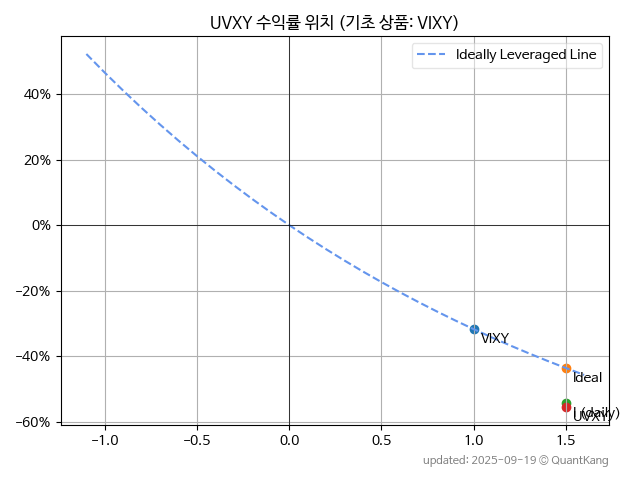 UVXY 수익률 위치 (기초 상품: VIXY)
Ideally Leveraged Line
40%
20%
0%
−20%
−40%
−60%
VIXY
Ideal
(daily)
UVXY
−1.0
−0.5
0.0
0.5
1.0
1.5
updated: 2025-09-19 © QuantKang